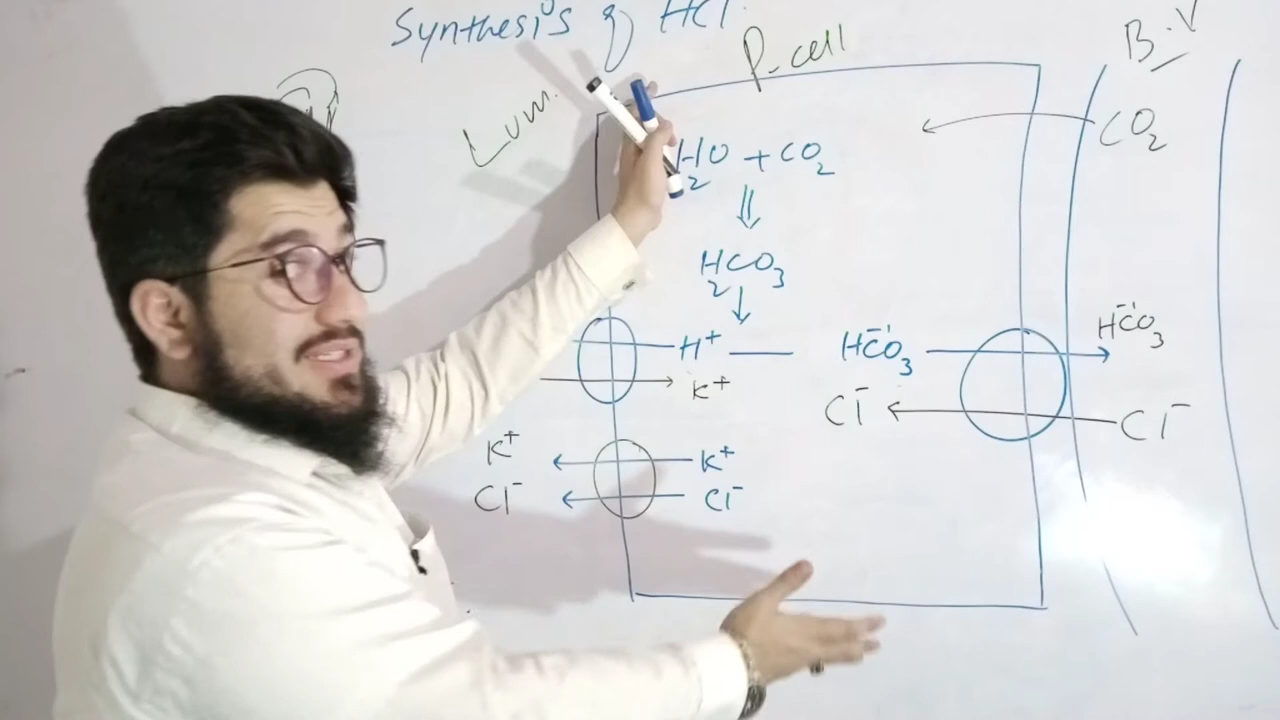 Synthesis of HCl.
P-cell B.V
Lum.
CO2
H2O + CO2
H2CO3
H+ HCO3- HCO3-
K+ Cl- Cl-
K+ K+
Cl- Cl-